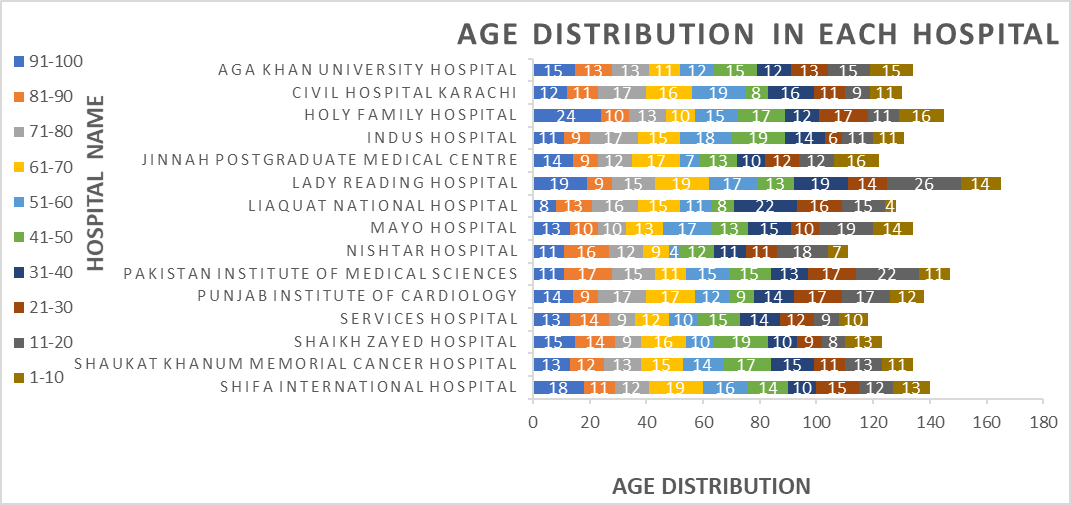 AGE DISTRIBUTION IN EACH HOSPITAL
91-100
81-90
71-80
61-70
51-60
41-50
31-40
21-30
11-20
1-10
HOSPITAL NAME
AGA KHAN UNIVERSITY HOSPITAL 15 13 13 11 12 15 12 13 15 15
CIVIL HOSPITAL KARACHI 12 11 17 16 19 8 16 11 9 11
HOLY FAMILY HOSPITAL 24 10 13 10 15 17 12 17 11 16
INDUS HOSPITAL 11 9 17 15 18 19 14 6 11 11
JINNAH POSTGRADUATE MEDICAL CENTRE 14 9 12 17 7 13 10 12 12 16
LADY READING HOSPITAL 19 9 15 19 17 13 19 14 26 14
LIAQUAT NATIONAL HOSPITAL 8 13 16 15 11 8 22 16 15 4
MAYO HOSPITAL 13 10 10 13 17 13 15 10 19 14
NISHTAR HOSPITAL 11 16 12 9 4 12 11 11 18 7
PAKISTAN INSTITUTE OF MEDICAL SCIENCES 11 17 15 11 15 15 13 17 22 11
PUNJAB INSTITUTE OF CARDIOLOGY 14 9 17 17 12 9 14 17 17 12
SERVICES HOSPITAL 13 14 9 12 10 15 14 12 9 10
SHAIKH ZAYED HOSPITAL 15 14 9 16 10 19 10 9 8 13
SHAUKAT KHANUM MEMORIAL CANCER HOSPITAL 13 12 13 15 14 17 15 11 13 11
SHIFA INTERNATIONAL HOSPITAL 18 11 12 19 16 14 10 15 12 13
0 20 40 60 80 100 120 140 160 180
AGE DISTRIBUTION